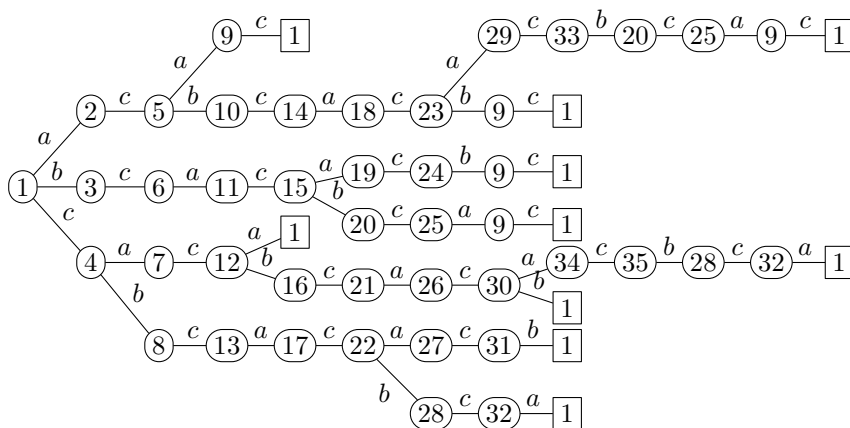 9 c 1 29 c 33 b 20 c 25 a 9 c 1
a a
2 c 5 b 10 c 14 a 18 c 23 b 9 c 1
a
19 c 24 b 9 c 1
1 b 3 c 6 a 11 c 15 a
b
20 c 25 a 9 c 1
c
1
a
4 a 7 c 12 b 34 c 35 b 28 c 32 a 1
16 c 21 a 26 c 30 a
b
1
b
8 c 13 a 17 c 22 a 27 c 31 b 1
b
28 c 32 a 1